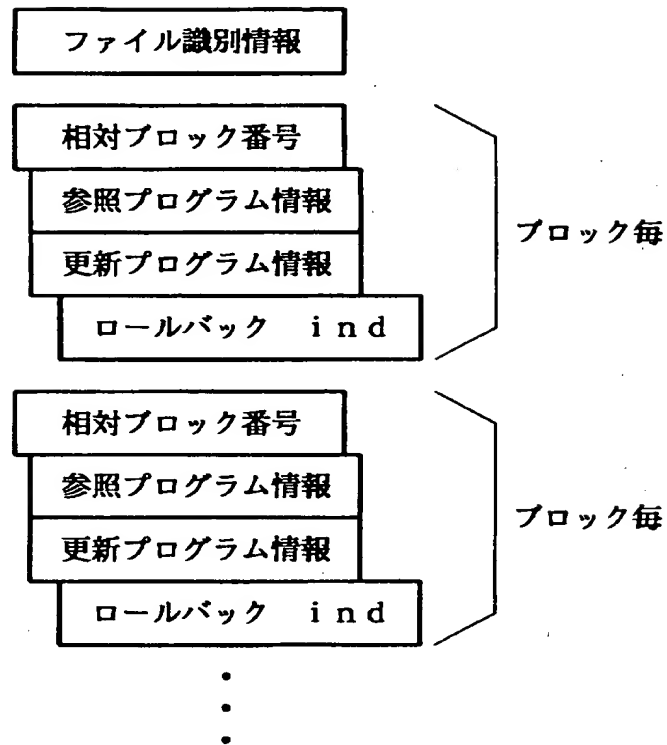 ファイル識別情報
相対ブロック番号
参照プログラム情報
更新プログラム情報
ロールバック　ｉｎｄ
ブロック毎
相対ブロック番号
参照プログラム情報
更新プログラム情報
ロールバック　ｉｎｄ
ブロック毎